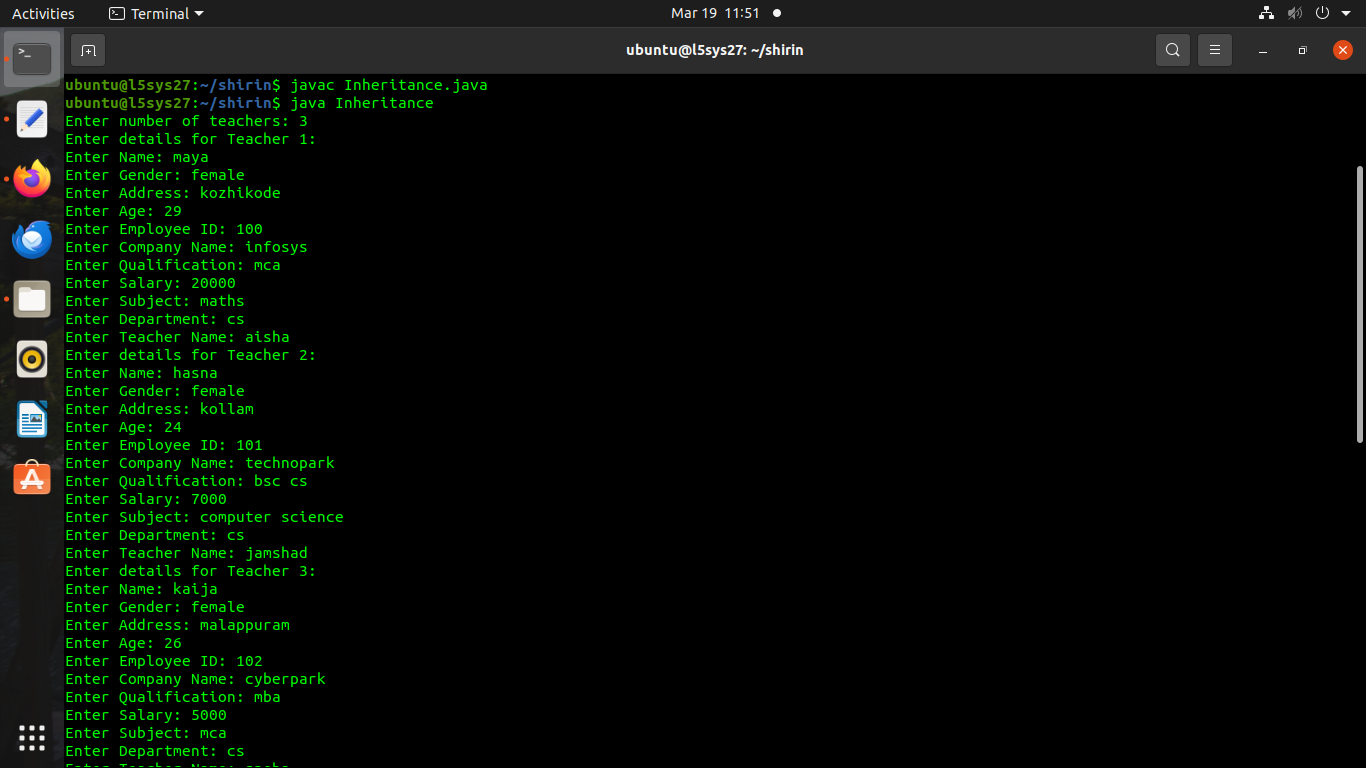 Activities
Terminal
Mar 19 11:51
ubuntu@l5sys27: ~/shirin
ubuntu@l5sys27:~/shirin$ javac Inheritance.java
ubuntu@l5sys27:~/shirin$ java Inheritance
Enter number of teachers: 3
Enter details for Teacher 1:
Enter Name: maya
Enter Gender: female
Enter Address: kozhikode
Enter Age: 29
Enter Employee ID: 100
Enter Company Name: infosys
Enter Qualification: mca
Enter Salary: 20000
Enter Subject: maths
Enter Department: cs
Enter Teacher Name: aisha
Enter details for Teacher 2:
Enter Name: hasna
Enter Gender: female
Enter Address: kollam
Enter Age: 24
Enter Employee ID: 101
Enter Company Name: technopark
Enter Qualification: bsc cs
Enter Salary: 7000
Enter Subject: computer science
Enter Department: cs
Enter Teacher Name: jamshad
Enter details for Teacher 3:
Enter Name: kaija
Enter Gender: female
Enter Address: malappuram
Enter Age: 26
Enter Employee ID: 102
Enter Company Name: cyberpark
Enter Qualification: mba
Enter Salary: 5000
Enter Subject: mca
Enter Department: cs
Enter Teacher Name: